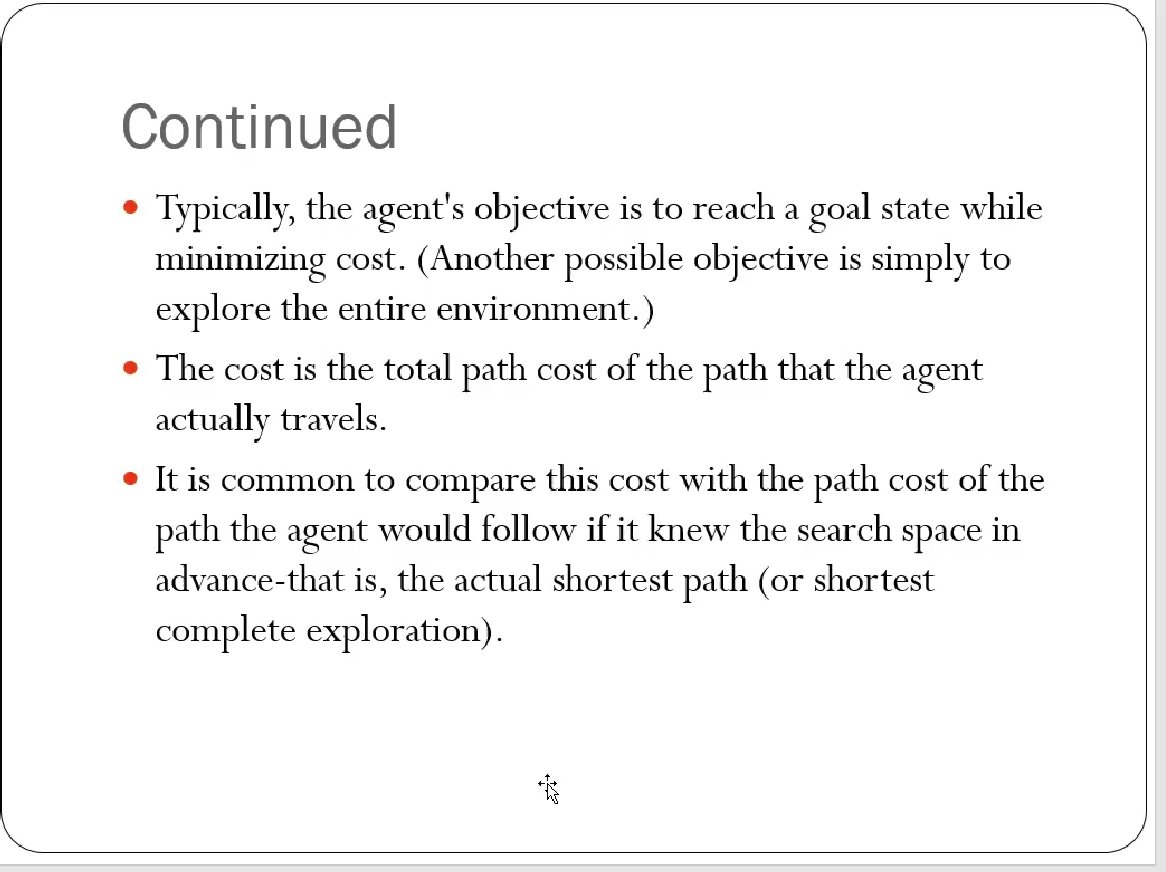 Continued
• Typically, the agent's objective is to reach a goal state while
minimizing cost. (Another possible objective is simply to
explore the entire environment.)
• The cost is the total path cost of the path that the agent
actually travels.
• It is common to compare this cost with the path cost of the
path the agent would follow if it knew the search space in
advance-that is, the actual shortest path (or shortest
complete exploration).